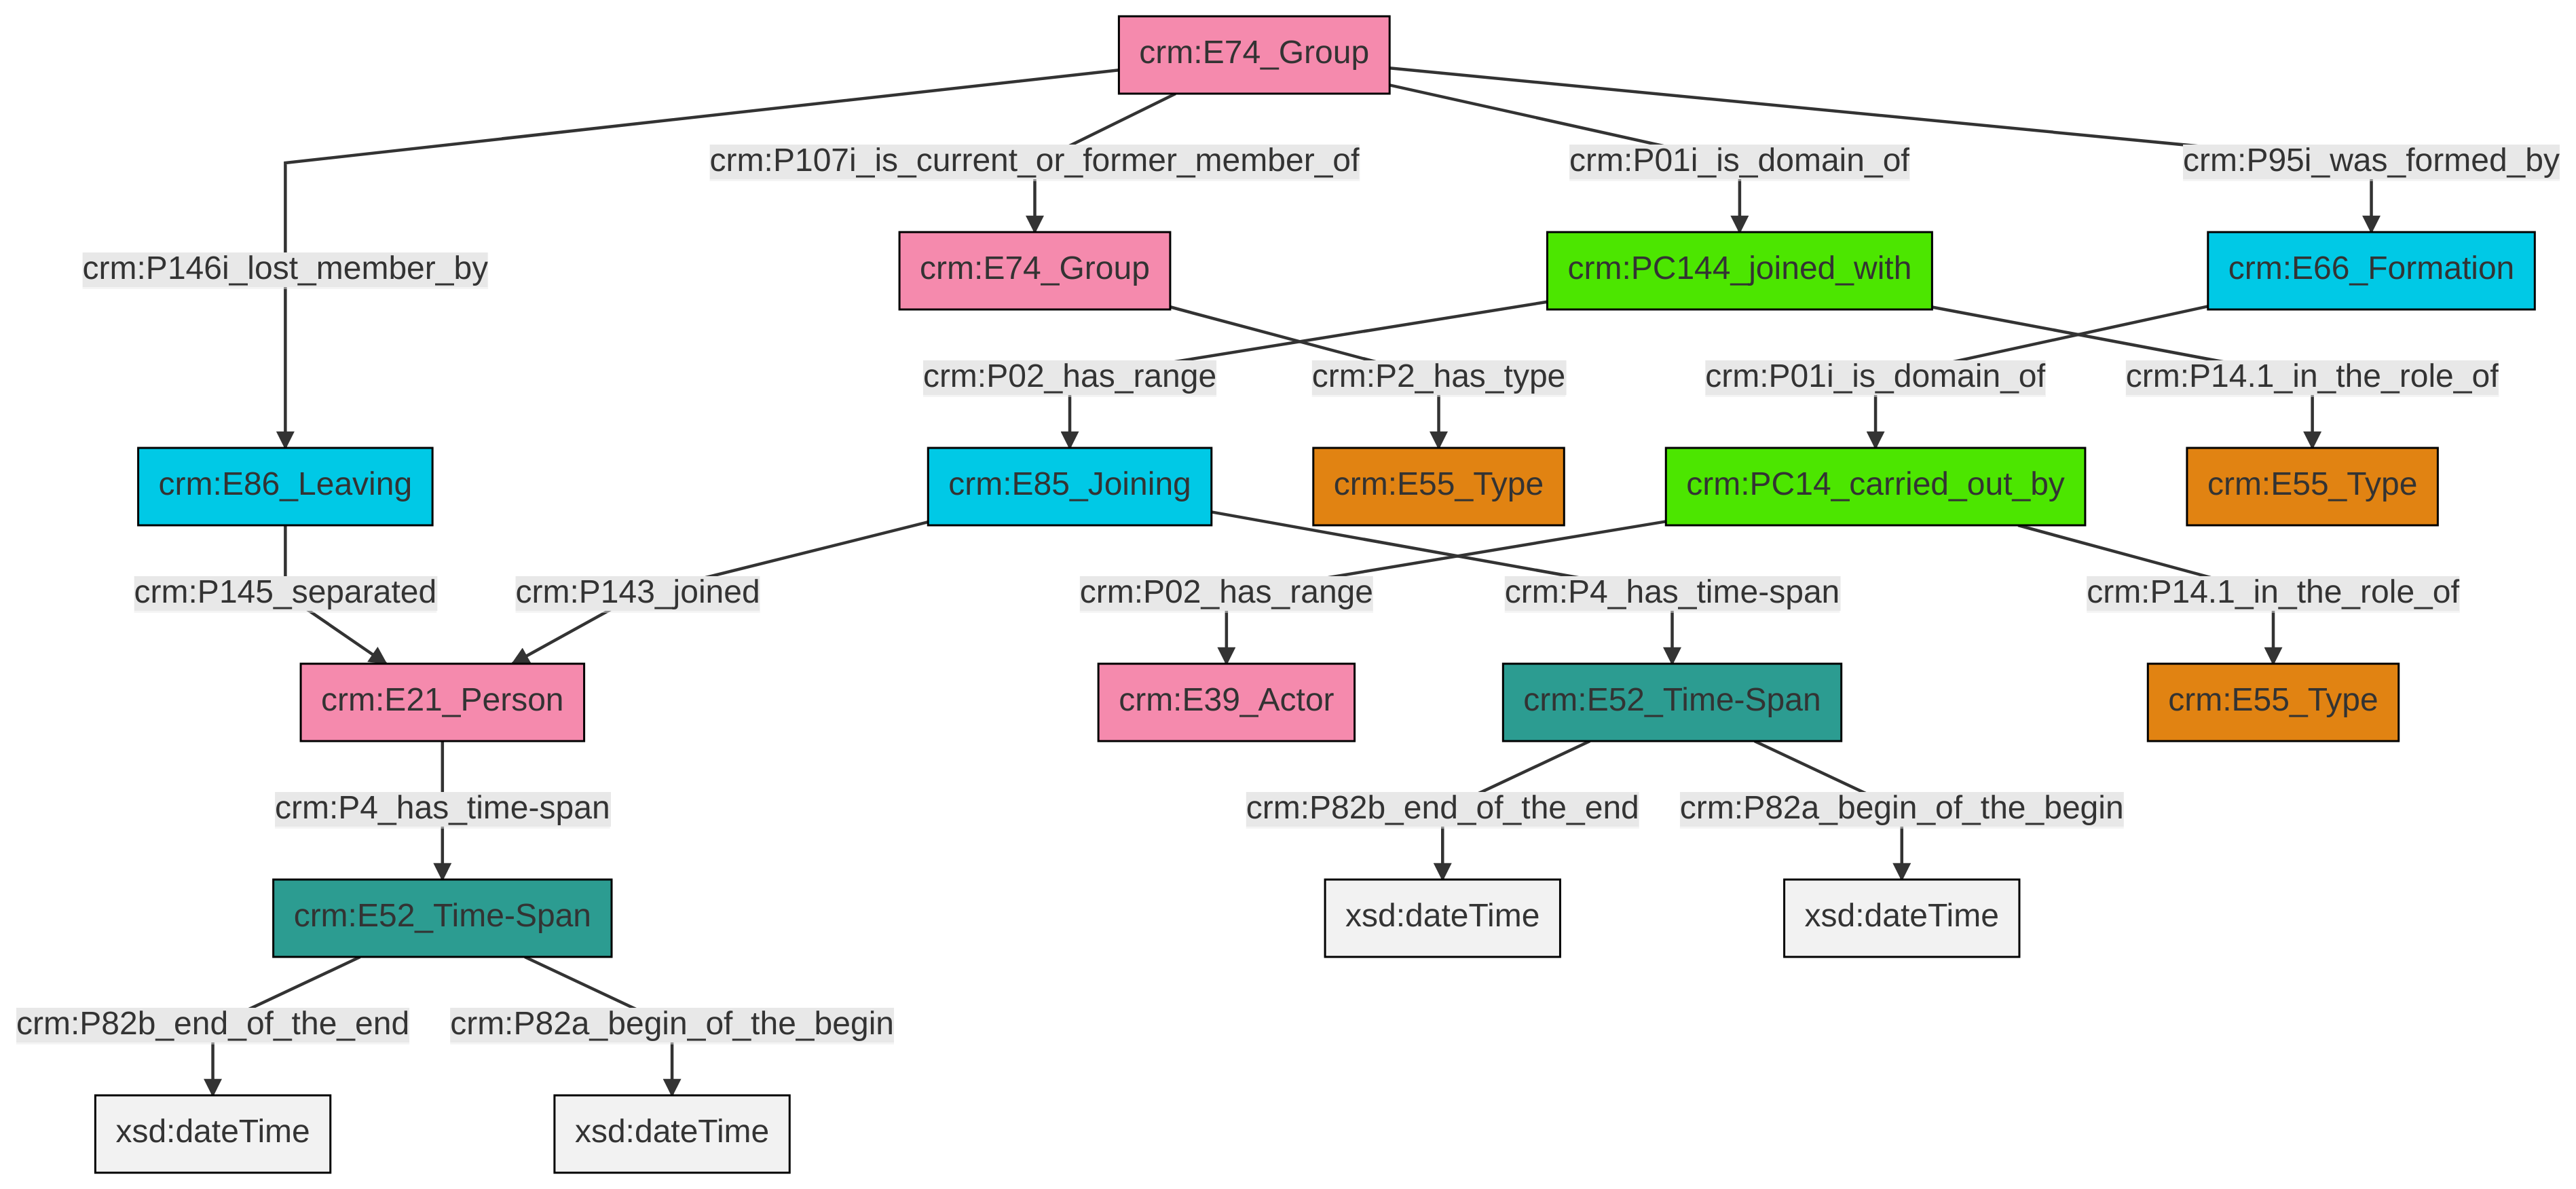 crm:E74_Group
crm:P107i_is_current_or_former_member_of
crm:P01i_is_domain_of
crm:P95i_was_formed_by
crm:P146i_lost_member_by
crm:E74_Group
crm:PC144_joined_with
crm:E66_Formation
crm:P02_has_range
crm:P2_has_type
crm:P01i_is_domain_of
crm:P14.1_in_the_role_of
crm:E86_Leaving
crm:E85_Joining
crm:E55_Type
crm:PC14_carried_out_by
crm:E55_Type
crm:P145_separated
crm:P143_joined
crm:P02_has_range
crm:P4_has_time-span
crm:P14.1_in_the_role_of
crm:E21_Person
crm:E39_Actor
crm:E52_Time-Span
crm:E55_Type
crm:P4_has_time-span
crm:P82b_end_of_the_end
crm:P82a_begin_of_the_begin
crm:E52_Time-Span
xsd:dateTime
xsd:dateTime
crm:P82b_end_of_the_end
crm:P82a_begin_of_the_begin
xsd:dateTime
xsd:dateTime